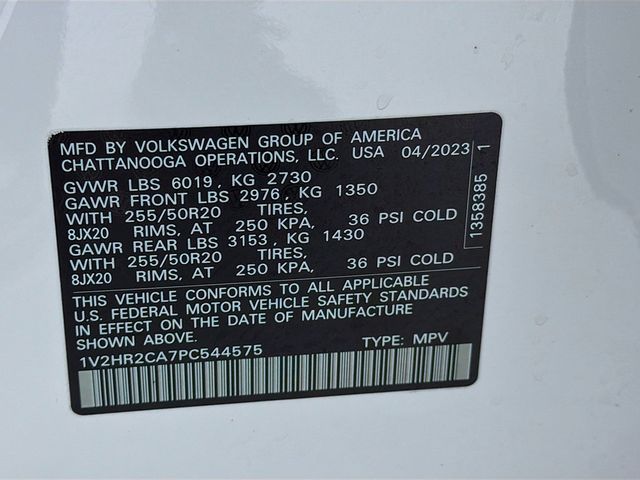 MFD BY VOLKSWAGEN GROUP OF AMERICA
CHATTANOOGA OPERATIONS, LLC. USA 04/2023
GVWR LBS 6019, KG 2730
GAWR FRONT LBS 2976, KG 1350
WITH 255/50R20 TIRES,
8JX20 RIMS, AT 250 KPA, 36 PSI COLD
GAWR REAR LBS 3153, KG 1430
WITH 255/50R20 TIRES,
8JX20 RIMS, AT 250 KPA, 36 PSI COLD
THIS VEHICLE CONFORMS TO ALL APPLICABLE
U.S. FEDERAL MOTOR VEHICLE SAFETY STANDARDS
IN EFFECT ON THE DATE OF MANUFACTURE
SHOWN ABOVE.
1V2HR2CA7PC544575 TYPE: MPV
1358385 1